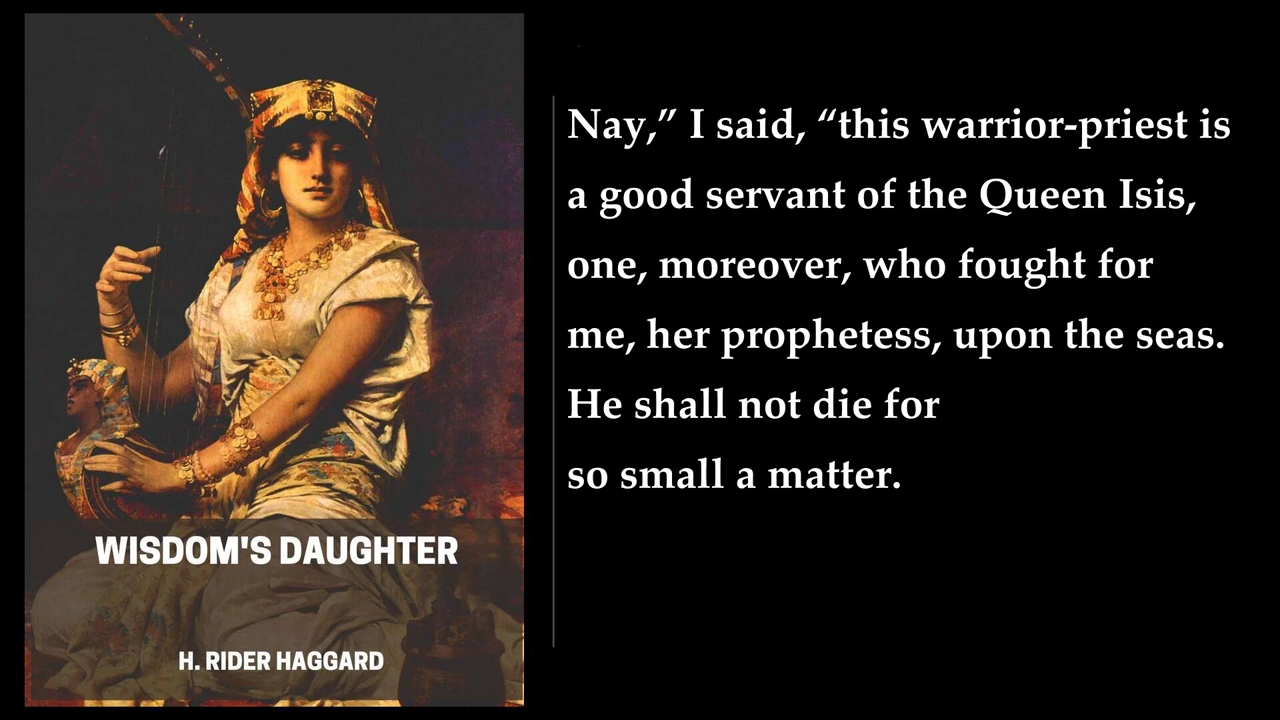 WISDOM'S DAUGHTER
H. RIDER HAGGARD
Nay,” I said, “this warrior-priest is
a good servant of the Queen Isis,
one, moreover, who fought for
me, her prophetess, upon the seas.
He shall not die for
so small a matter.